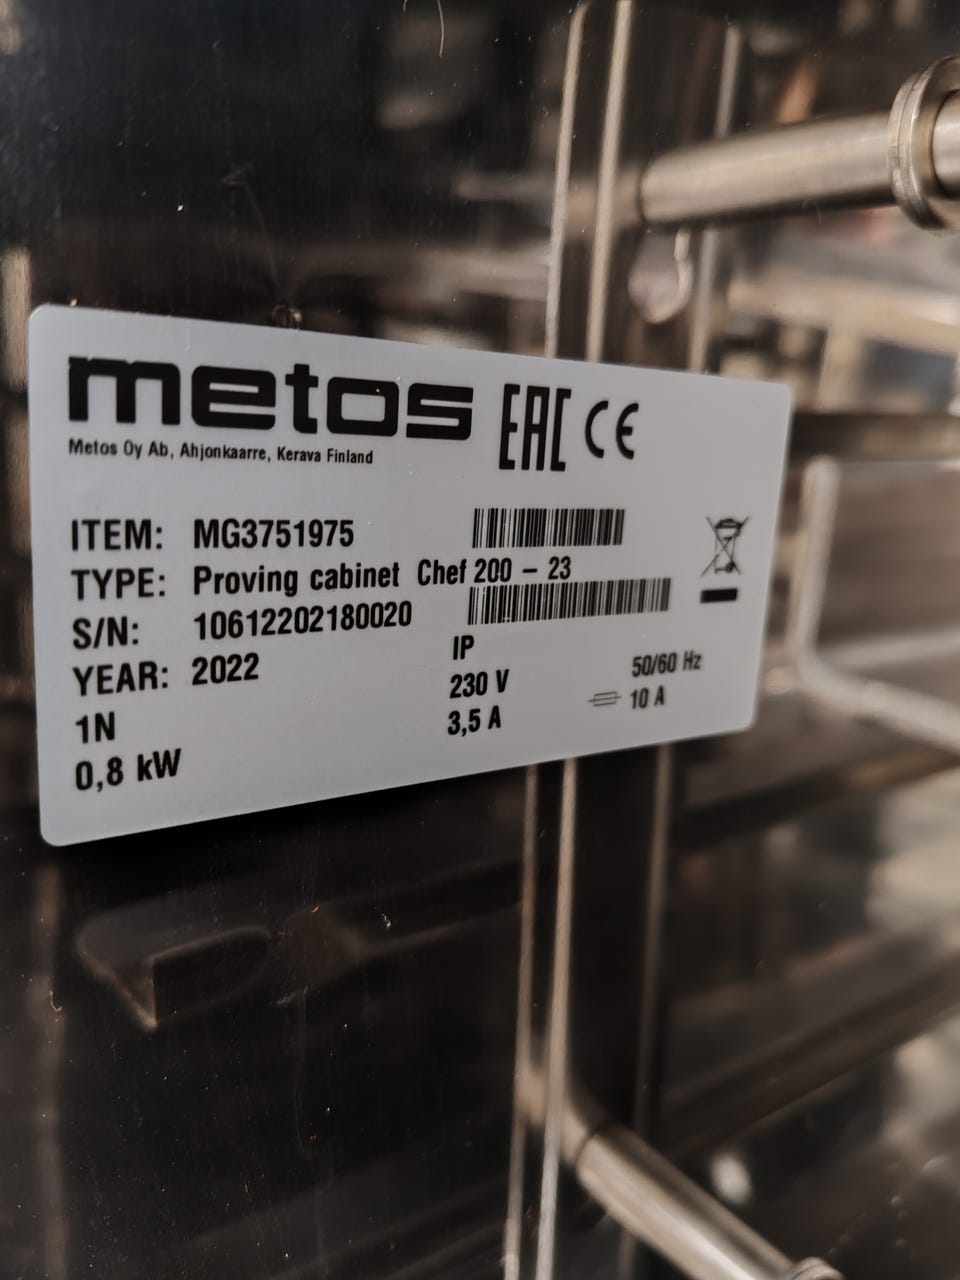 metos EAC CE
Metos Oy Ab, Ahjonkaarre, Kerava Finland
ITEM: MG3751975
TYPE: Proving cabinet Chef 200 – 23
S/N: 10612202180020
YEAR: 2022 IP
1N 230 V 50/60 Hz
0,8 kW 3,5 A 10 A